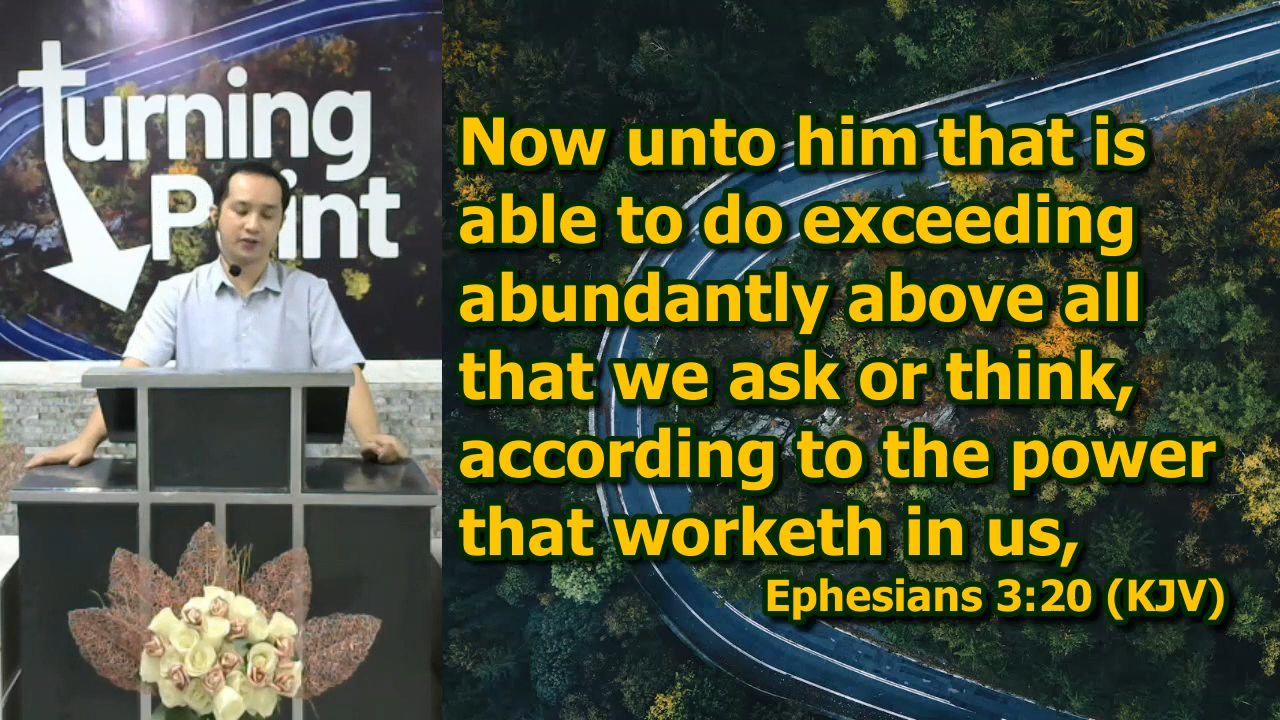 turning
Point
Now unto him that is
able to do exceeding
abundantly above all
that we ask or think,
according to the power
that worketh in us,
Ephesians 3:20 (KJV)